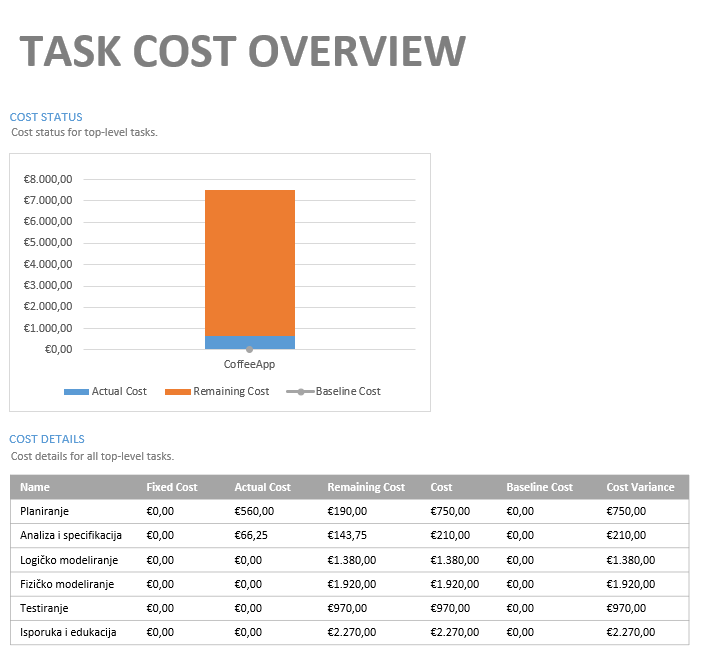 TASK COST OVERVIEW
COST STATUS
Cost status for top-level tasks.
€8.000,00
€7.000,00
€6.000,00
€5.000,00
€4.000,00
€3.000,00
€2.000,00
€1.000,00
€0,00
CoffeeApp
Actual Cost Remaining Cost Baseline Cost
COST DETAILS
Cost details for all top-level tasks.
Name Fixed Cost Actual Cost Remaining Cost Cost Baseline Cost Cost Variance
Planiranje €0,00 €560,00 €190,00 €750,00 €0,00 €750,00
Analiza i specifikacija €0,00 €66,25 €143,75 €210,00 €0,00 €210,00
Logičko modeliranje €0,00 €0,00 €1.380,00 €1.380,00 €0,00 €1.380,00
Fizičko modeliranje €0,00 €0,00 €1.920,00 €1.920,00 €0,00 €1.920,00
Testiranje €0,00 €0,00 €970,00 €970,00 €0,00 €970,00
Isporuka i edukacija €0,00 €0,00 €2.270,00 €2.270,00 €0,00 €2.270,00